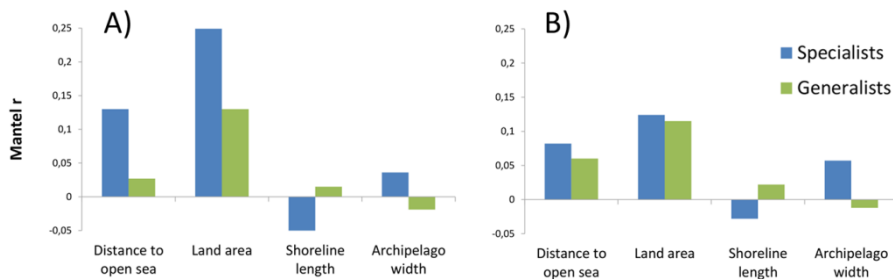 A)
Mantel r
0,25
0,2
0,15
0,1
0,05
0
-0,05
Distance to
open sea
Land area
Shoreline
length
Archipelago
width
B)
0,25
0,2
0,15
0,1
0,05
0
-0,05
Distance to
open sea
Land area
Shoreline
length
Archipelago
width
Specialists
Generalists